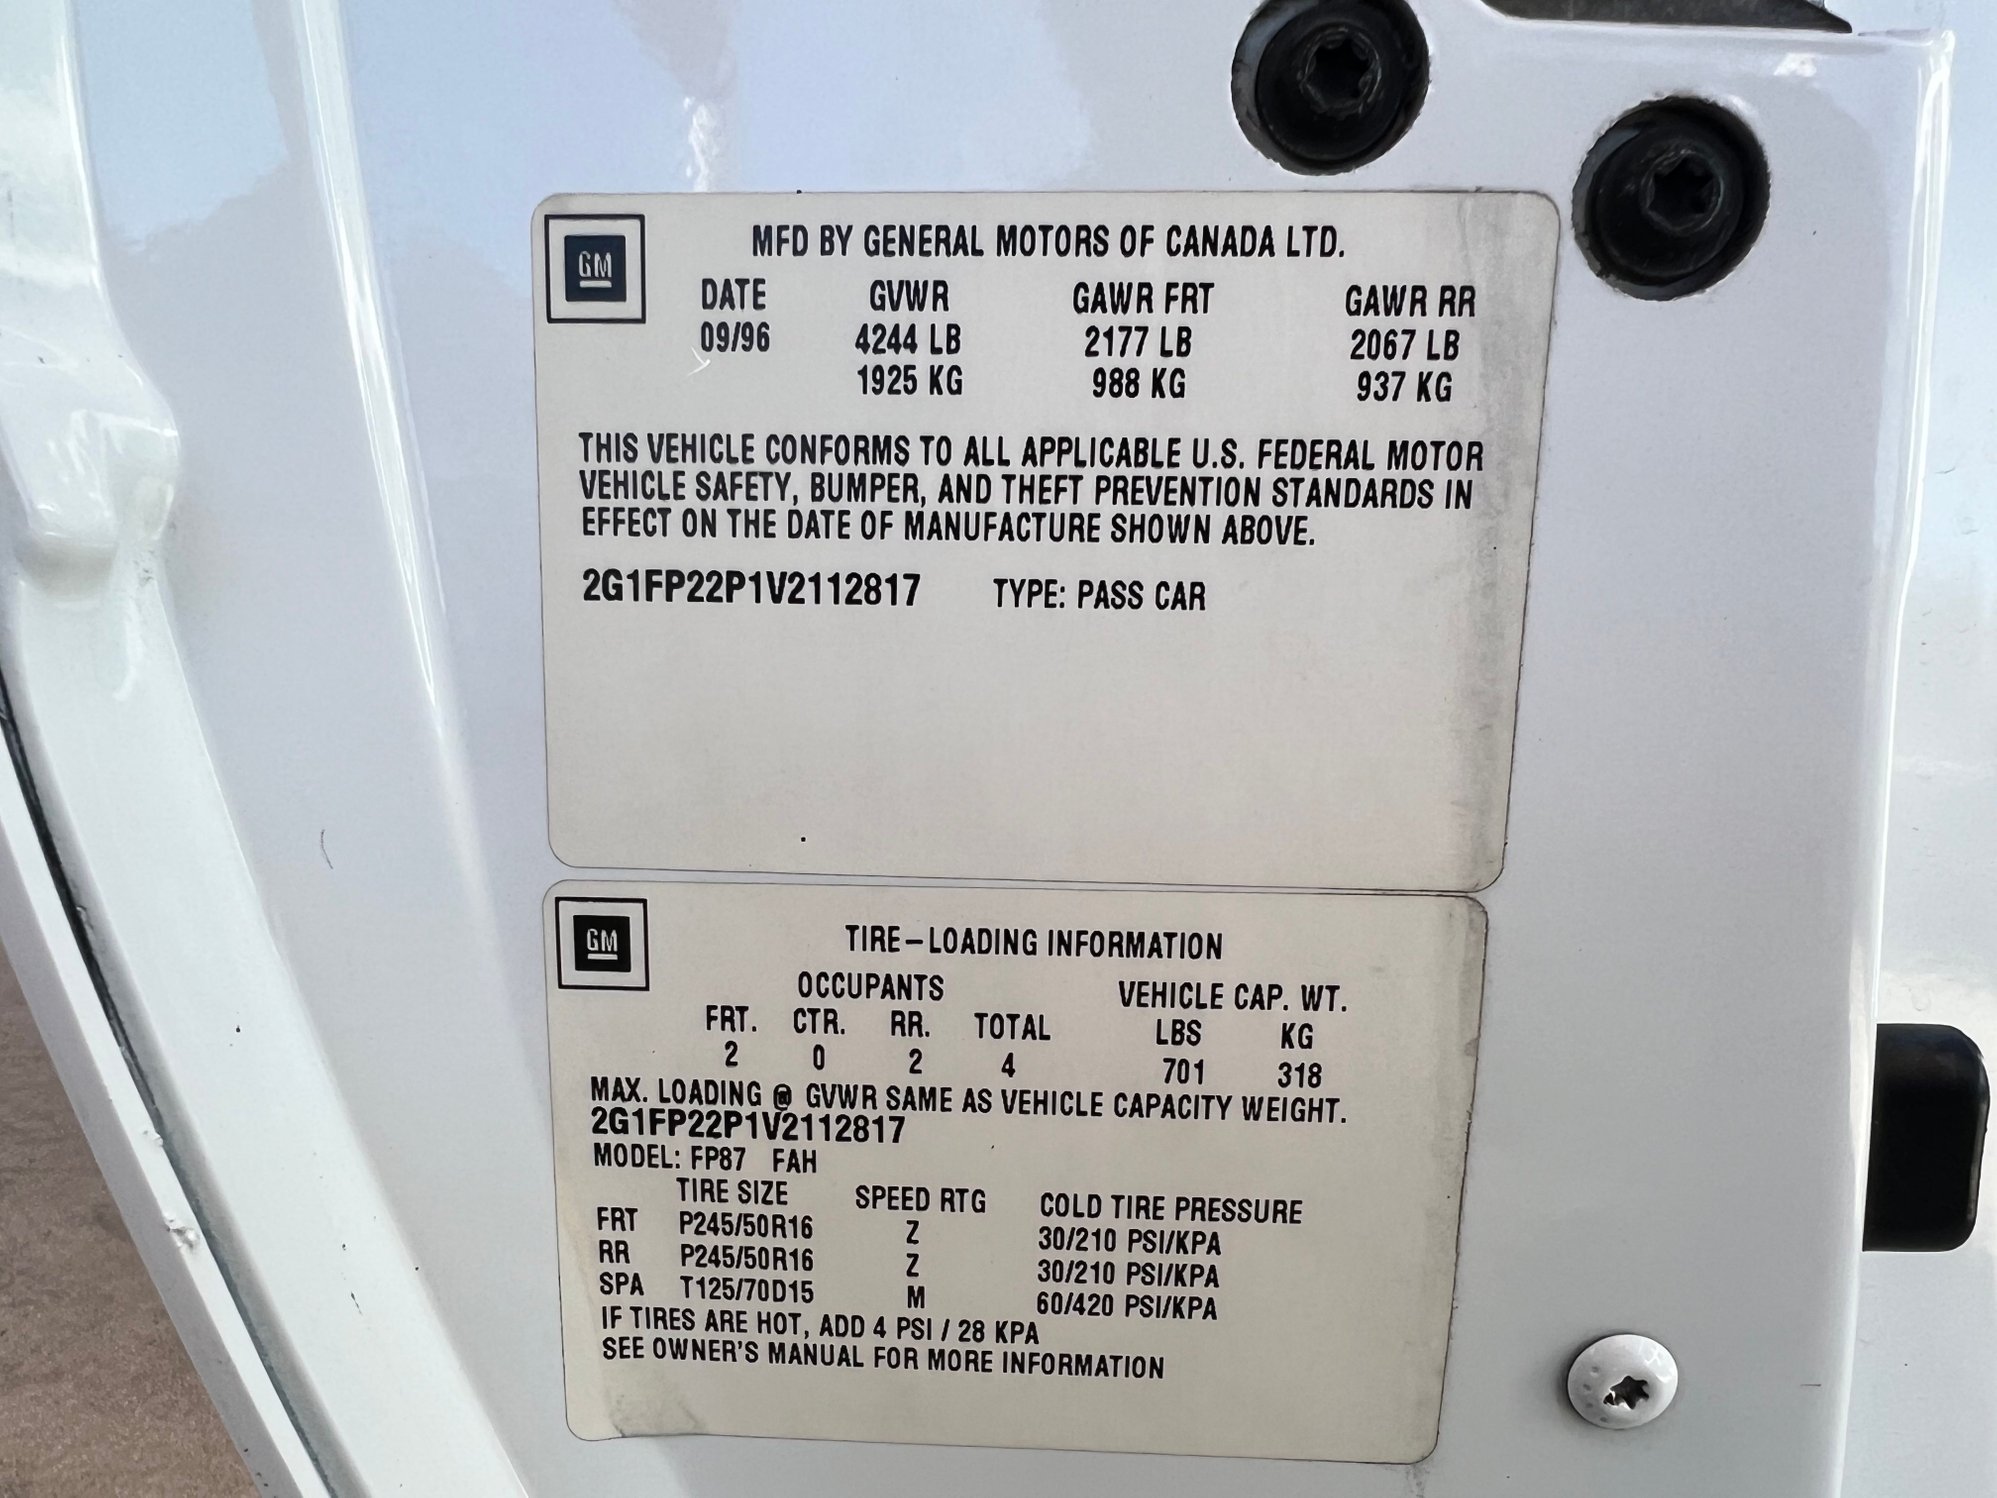 GM
MFD BY GENERAL MOTORS OF CANADA LTD.
DATE GVWR GAWR FRT GAWR RR
09/96 4244 LB 2177 LB 2067 LB
1925 KG 988 KG 937 KG
THIS VEHICLE CONFORMS TO ALL APPLICABLE U.S. FEDERAL MOTOR
VEHICLE SAFETY, BUMPER, AND THEFT PREVENTION STANDARDS IN
EFFECT ON THE DATE OF MANUFACTURE SHOWN ABOVE.
2G1FP22P1V2112817 TYPE: PASS CAR
GM
TIRE–LOADING INFORMATION
OCCUPANTS VEHICLE CAP. WT.
FRT. CTR. RR. TOTAL LBS KG
2 0 2 4 701 318
MAX. LOADING @ GVWR SAME AS VEHICLE CAPACITY WEIGHT.
2G1FP22P1V2112817
MODEL: FP87 FAH
TIRE SIZE SPEED RTG COLD TIRE PRESSURE
FRT P245/50R16 Z 30/210 PSI/KPA
RR P245/50R16 Z 30/210 PSI/KPA
SPA T125/70D15 M 60/420 PSI/KPA
IF TIRES ARE HOT, ADD 4 PSI / 28 KPA
SEE OWNER'S MANUAL FOR MORE INFORMATION